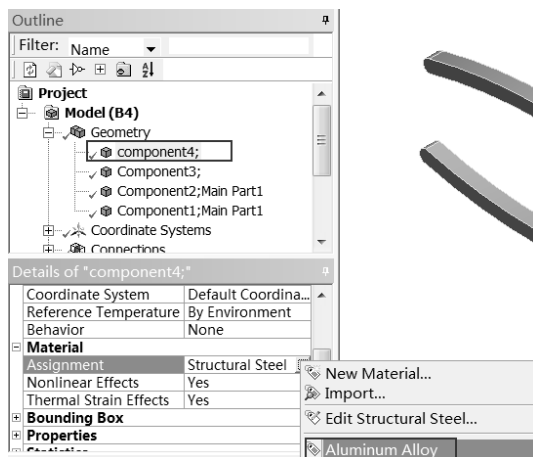 Outline
Filter: Name
Project
Model (B4)
Geometry
component4;
Component3;
Component2;Main Part1
Component1;Main Part1
Coordinate Systems
Connections
Details of "component4;"
Coordinate System Default Coordina...
Reference Temperature By Environment
Behavior None
Material
Assignment Structural Steel
Nonlinear Effects Yes
Thermal Strain Effects Yes
Bounding Box
Properties
Statistics
New Material...
Import...
Edit Structural Steel...
Aluminum Alloy